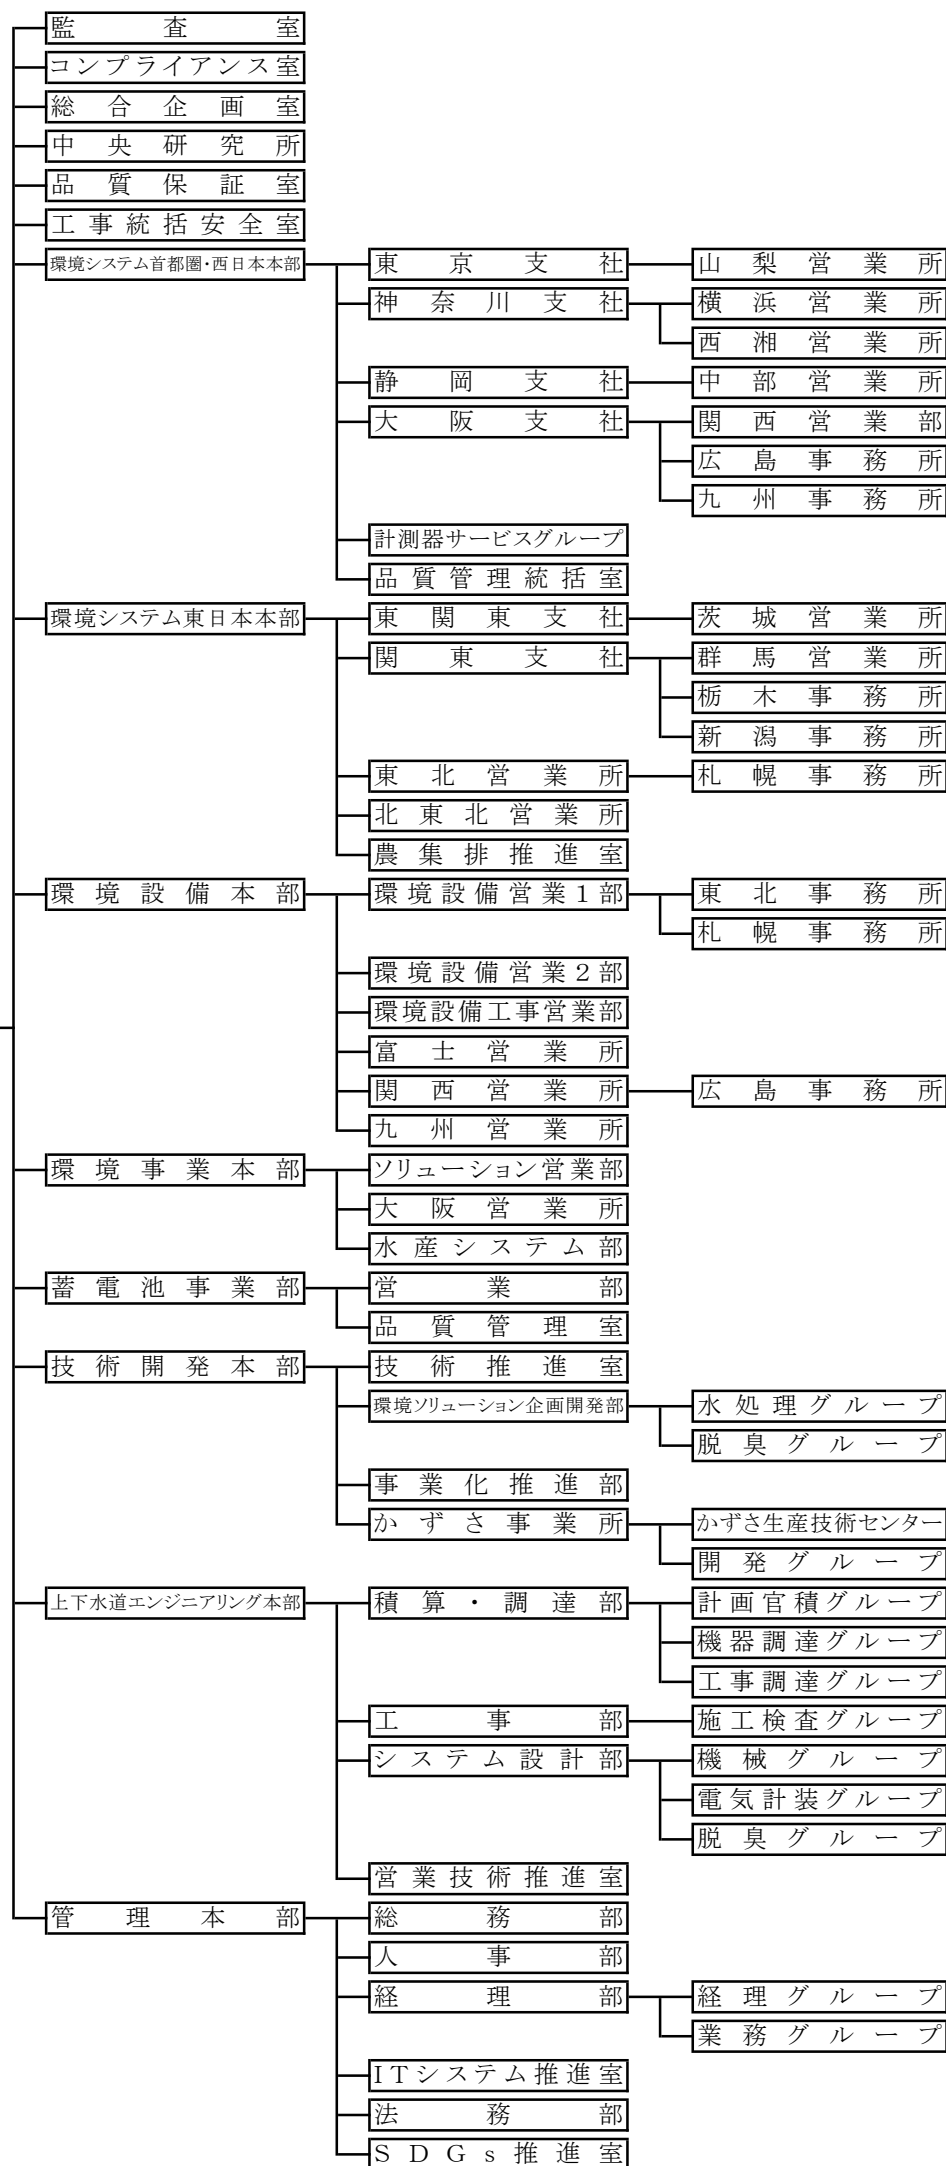 監査室
コンプライアンス室
総合企画室
中央研究所
品質保証室
工事統括安全室
環境システム首都圏・西日本本部 東京支社 山梨営業所
神奈川支社 横浜営業所
西湘営業所
静岡支社 中部営業所
大阪支社 関西営業部
広島事務所
九州事務所
計測器サービスグループ
品質管理統括室
環境システム東日本本部 東関東支社 茨城営業所
関東支社 群馬営業所
栃木事務所
新潟事務所
東北営業所 札幌事務所
北東北営業所
農集排推進室
環境設備本部 環境設備営業1部 東北事務所
札幌事務所
環境設備営業2部
環境設備工事営業部
富士営業所
関西営業所 広島事務所
九州営業所
環境事業本部 ソリューション営業部
大阪営業所
水産システム部
蓄電池事業部 営業部
品質管理室
技術開発本部 技術推進室
環境ソリューション企画開発部 水処理グループ
脱臭グループ
事業化推進部
かずさ事業所 かずさ生産技術センター
開発グループ
上下水道エンジニアリング本部 積算・調達部 計画官積グループ
機器調達グループ
工事調達グループ
工事部 施工検査グループ
システム設計部 機械グループ
電気計装グループ
脱臭グループ
営業技術推進室
管理本部 総務部
人事部
経理部 経理グループ
業務グループ
ITシステム推進室
法務部
SDGs推進室